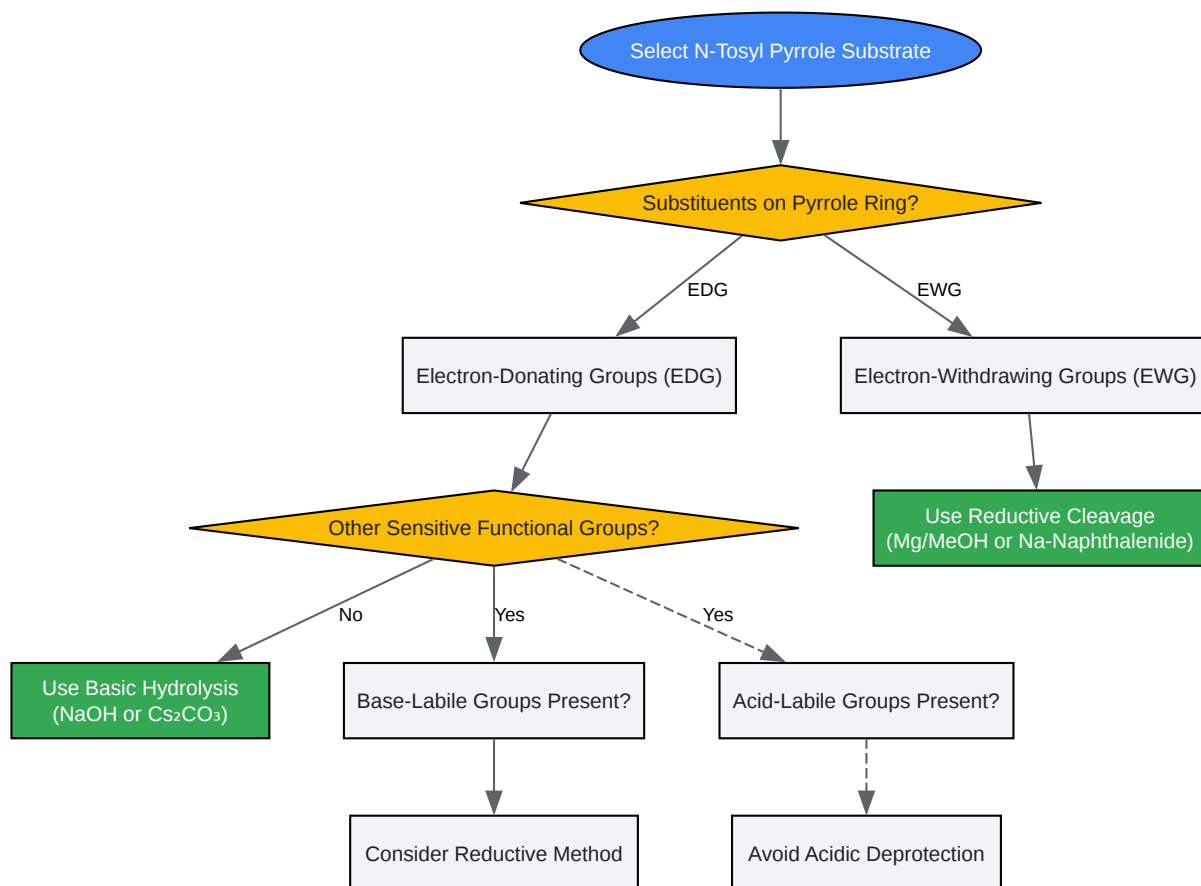 Select N-Tosyl Pyrrole Substrate
Substituents on Pyrrole Ring?
EDG
EWG
Electron-Donating Groups (EDG)
Electron-Withdrawing Groups (EWG)
Other Sensitive Functional Groups?
Use Reductive Cleavage
(Mg/MeOH or Na-Naphthalenide)
No
Yes
Yes
Use Basic Hydrolysis
(NaOH or Cs₂CO₃)
Base-Labile Groups Present?
Acid-Labile Groups Present?
Consider Reductive Method
Avoid Acidic Deprotection